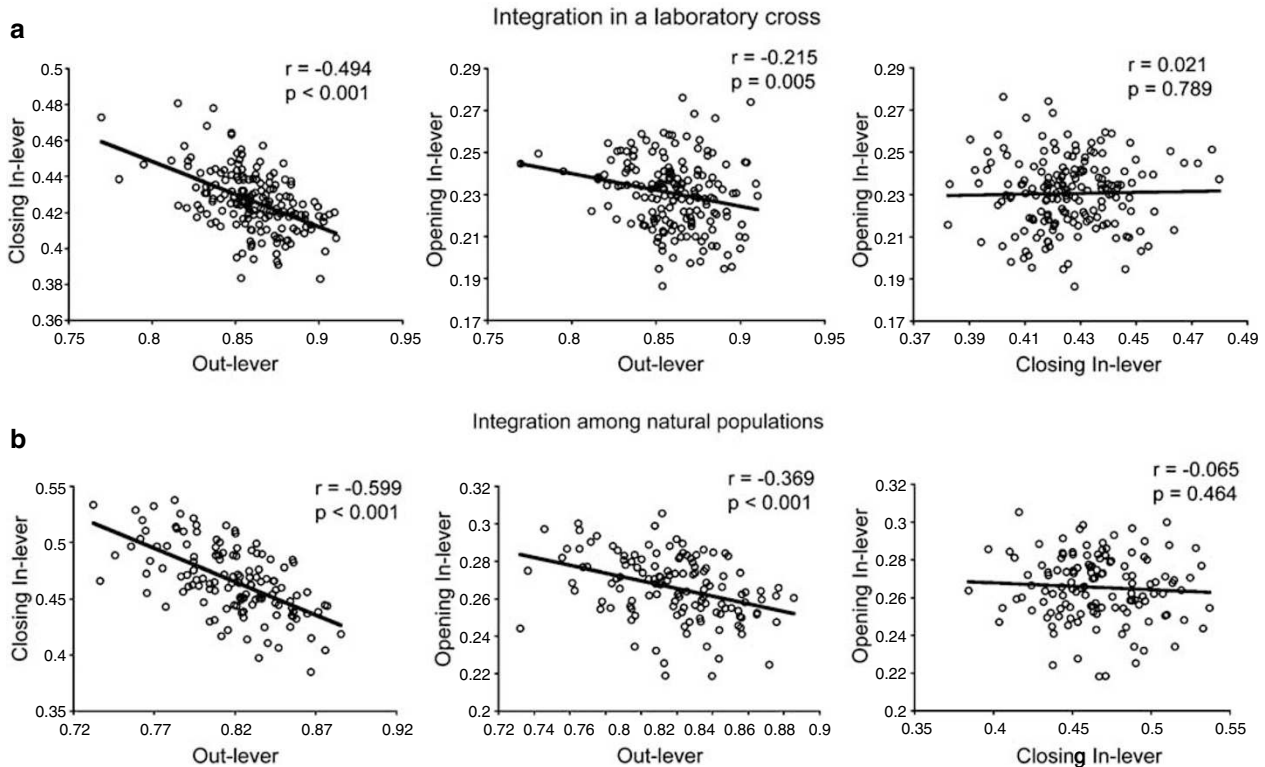 a
Integration in a laboratory cross
r = -0.494
p < 0.001
0.5
0.48
0.46
0.44
0.42
0.4
0.38
0.36
Closing In-lever
0.75 0.8 0.85 0.9 0.95
Out-lever
r = -0.215
p = 0.005
0.29
0.27
0.25
0.23
0.21
0.19
0.17
Opening In-lever
0.75 0.8 0.85 0.9 0.95
Out-lever
r = 0.021
p = 0.789
0.29
0.27
0.25
0.23
0.21
0.19
0.17
Opening In-lever
0.37 0.39 0.41 0.43 0.45 0.47 0.49
Closing In-lever
b
Integration among natural populations
r = -0.599
p < 0.001
0.55
0.5
0.45
0.4
0.35
Closing In-lever
0.72 0.77 0.82 0.87 0.92
Out-lever
r = -0.369
p < 0.001
0.32
0.3
0.28
0.26
0.24
0.22
0.2
Opening In-lever
0.72 0.74 0.76 0.78 0.8 0.82 0.84 0.86 0.88 0.9
Out-lever
r = -0.065
p = 0.464
0.32
0.3
0.28
0.26
0.24
0.22
0.2
Opening In-lever
0.35 0.4 0.45 0.5 0.55
Closing In-lever